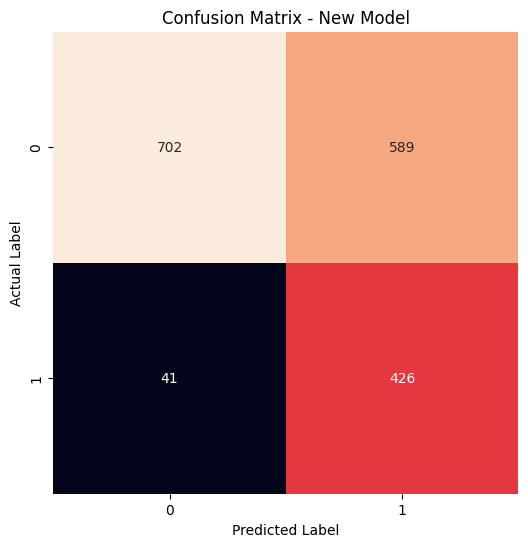 Confusion Matrix - New Model
0
702
589
Actual Label
1
41
426
0
1
Predicted Label